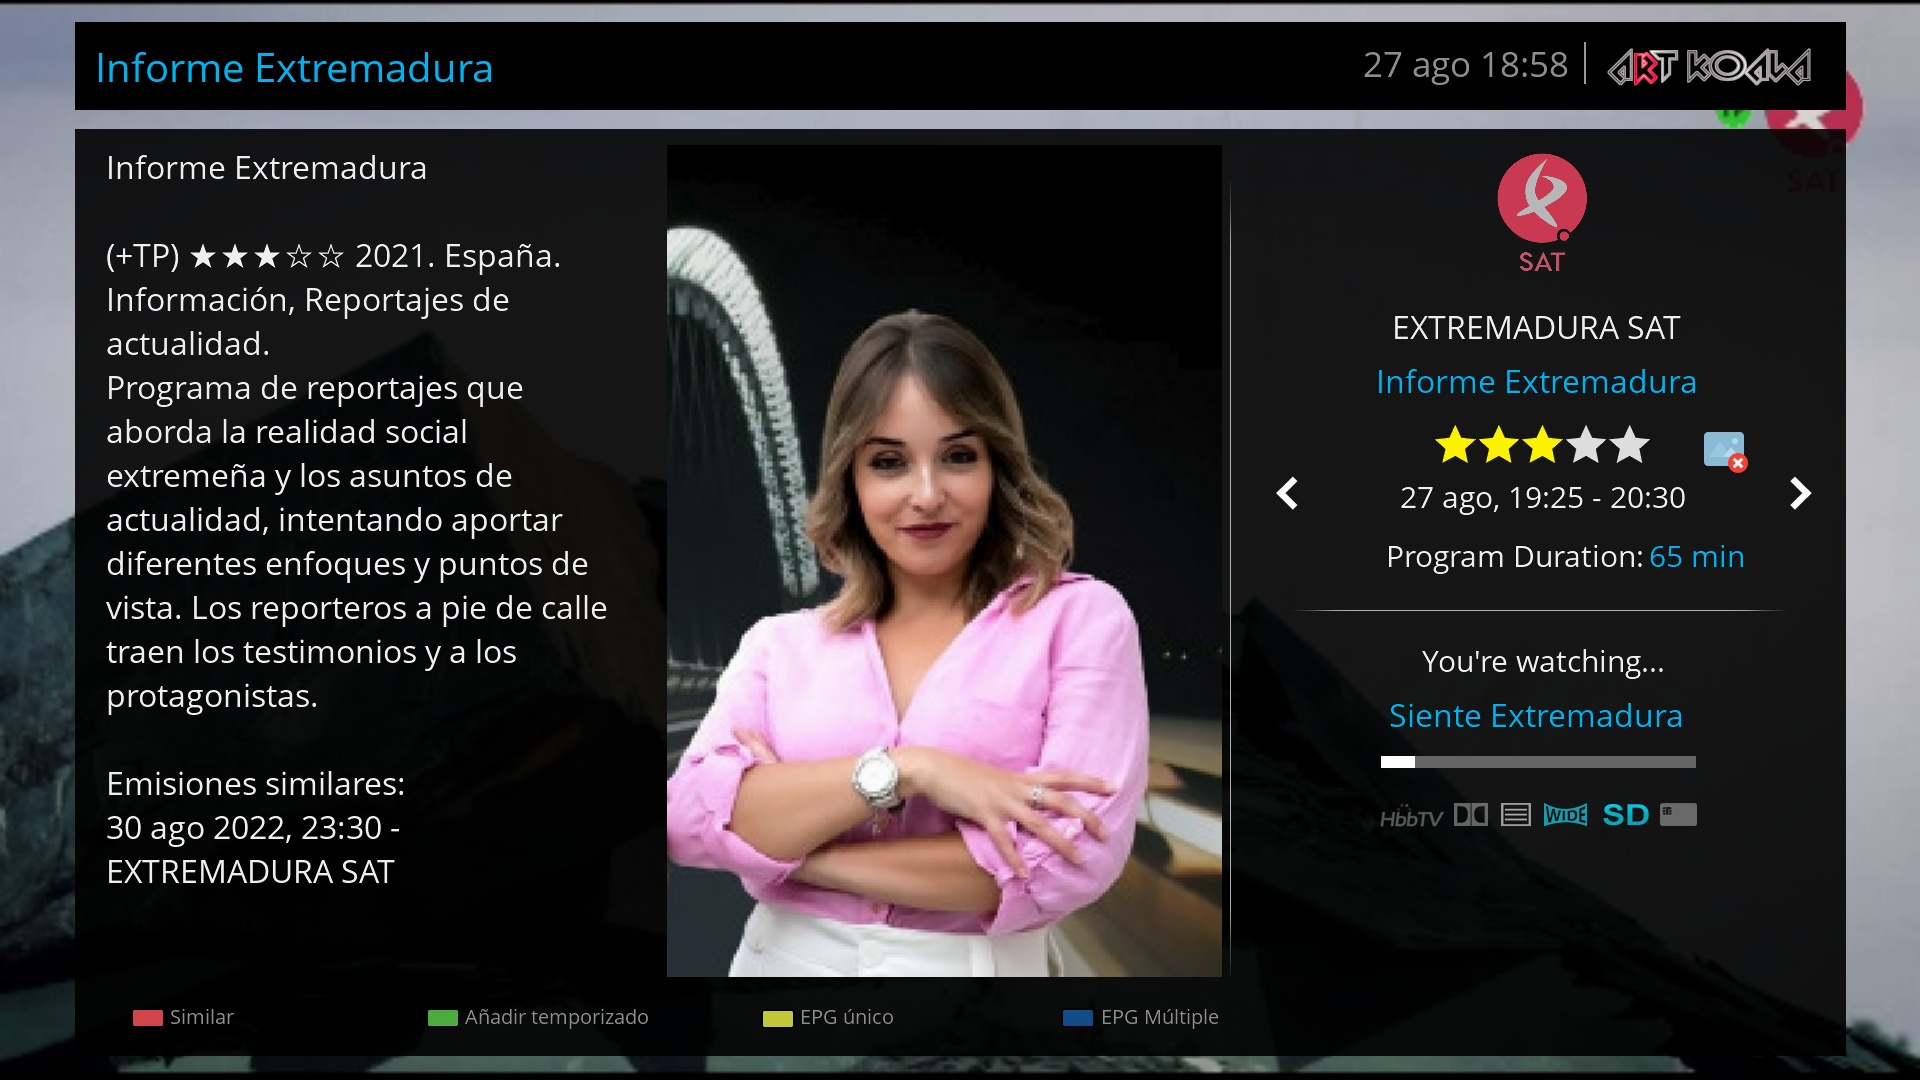 Informe Extremadura
27 ago 18:58
ART KOALA
Informe Extremadura
(+TP) ★★★☆☆ 2021. España.
Información, Reportajes de
actualidad.
Programa de reportajes que
aborda la realidad social
extremeña y los asuntos de
actualidad, intentando aportar
diferentes enfoques y puntos de
vista. Los reporteros a pie de calle
traen los testimonios y a los
protagonistas.
Emisiones similares:
30 ago 2022, 23:30 -
EXTREMADURA SAT
SAT
SAT
EXTREMADURA SAT
Informe Extremadura
27 ago, 19:25 - 20:30
Program Duration: 65 min
You're watching...
Siente Extremadura
HbbTV
WIDE
SD
Similar
Añadir temporizado
EPG único
EPG Múltiple